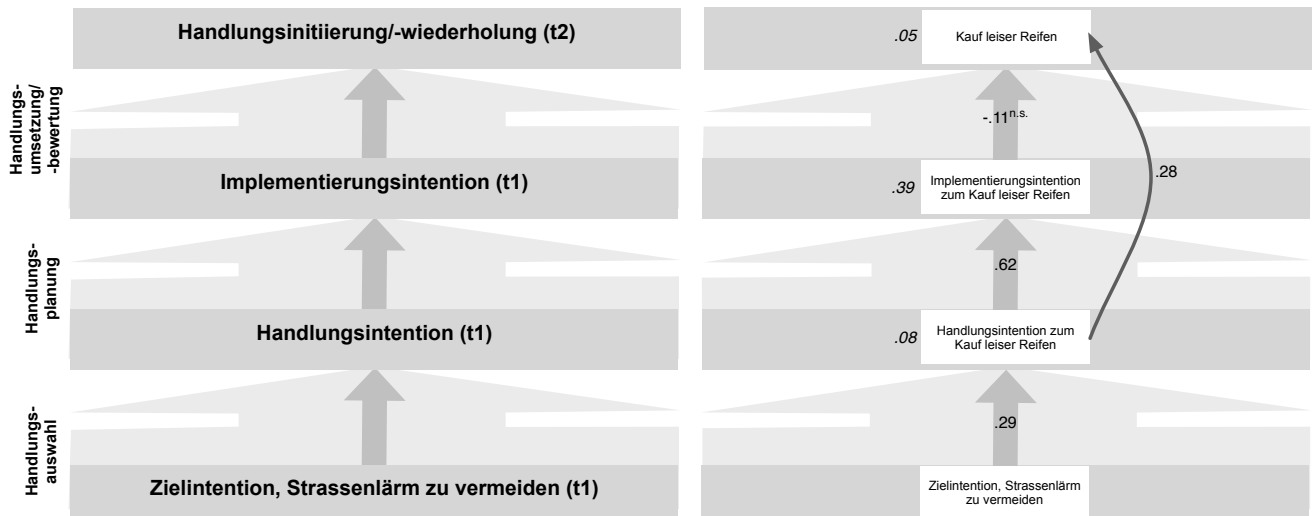 Handlungsinitiierung/-wiederholung (t2)
.05
Kauf leiser Reifen
Handlungs-
umsetzung/
-bewertung
-.11n.s.
Implementierungsintention (t1)
.39
Implementierungsintention
zum Kauf leiser Reifen
.28
Handlungs-
planung
.62
Handlungsintention (t1)
.08
Handlungsintention zum
Kauf leiser Reifen
Handlungs-
auswahl
.29
Zielintention, Strassenlärm zu vermeiden (t1)
Zielintention, Strassenlärm
zu vermeiden